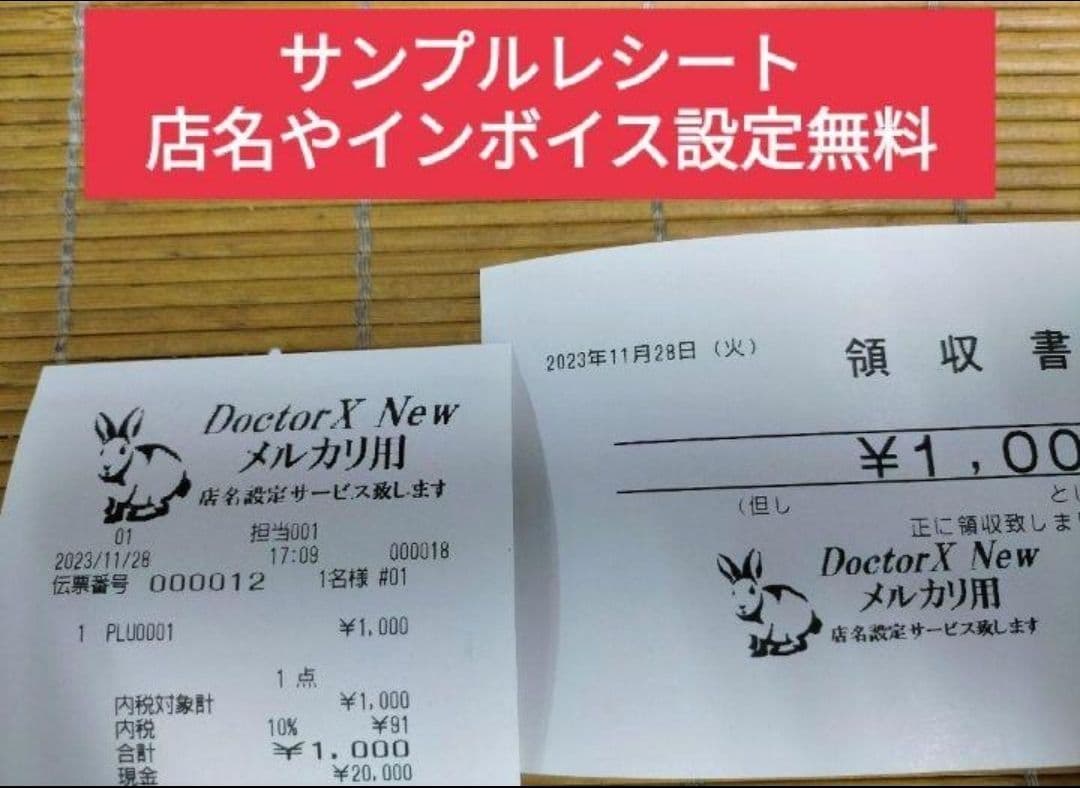 サンプルレシート
店名やインボイス設定無料
DoctorX New
メルカリ用
店名設定サービス致します
01 担当001
2023/11/28 17:09 000018
伝票番号 000012 1名様 #01
1 PLU0001 ¥1,000
1点
内税対象計 ¥1,000
内税 10% ¥91
合計 ¥1,000
現金 ¥20,000
2023年11月28日（火） 領収書
¥1,00
（但し と
正に領収致しま
DoctorX New
メルカリ用
店名設定サービス致します